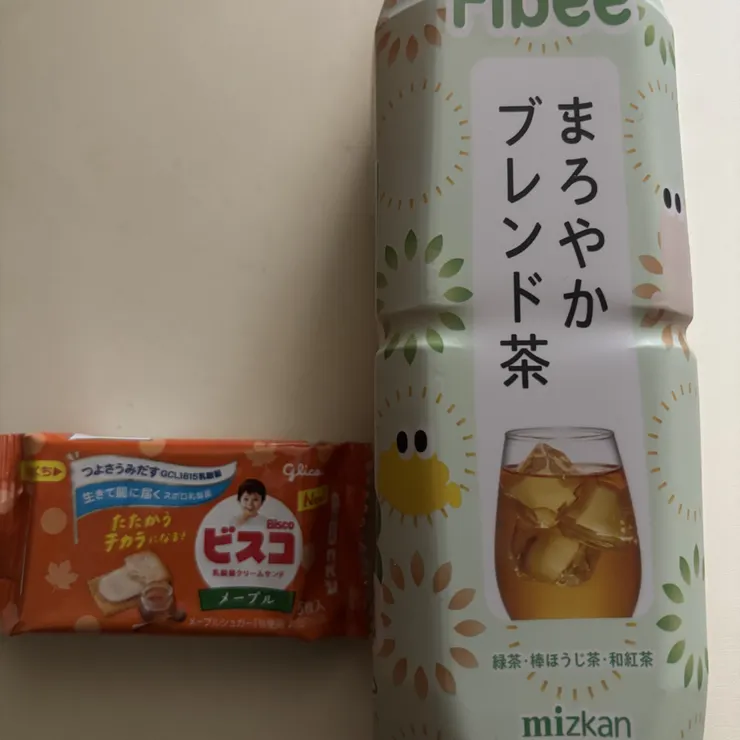 Fibee
まろやか
ブレンド茶
緑茶・棒ほうじ茶・和紅茶
mizkan
つよさうみだすGCL1815乳酸菌
生きて腸に届くスポロ乳酸菌
たたかう
チカラになる!
glico
New
Bisco
ビスコ
乳酸菌クリームサンド
メープル
5枚入